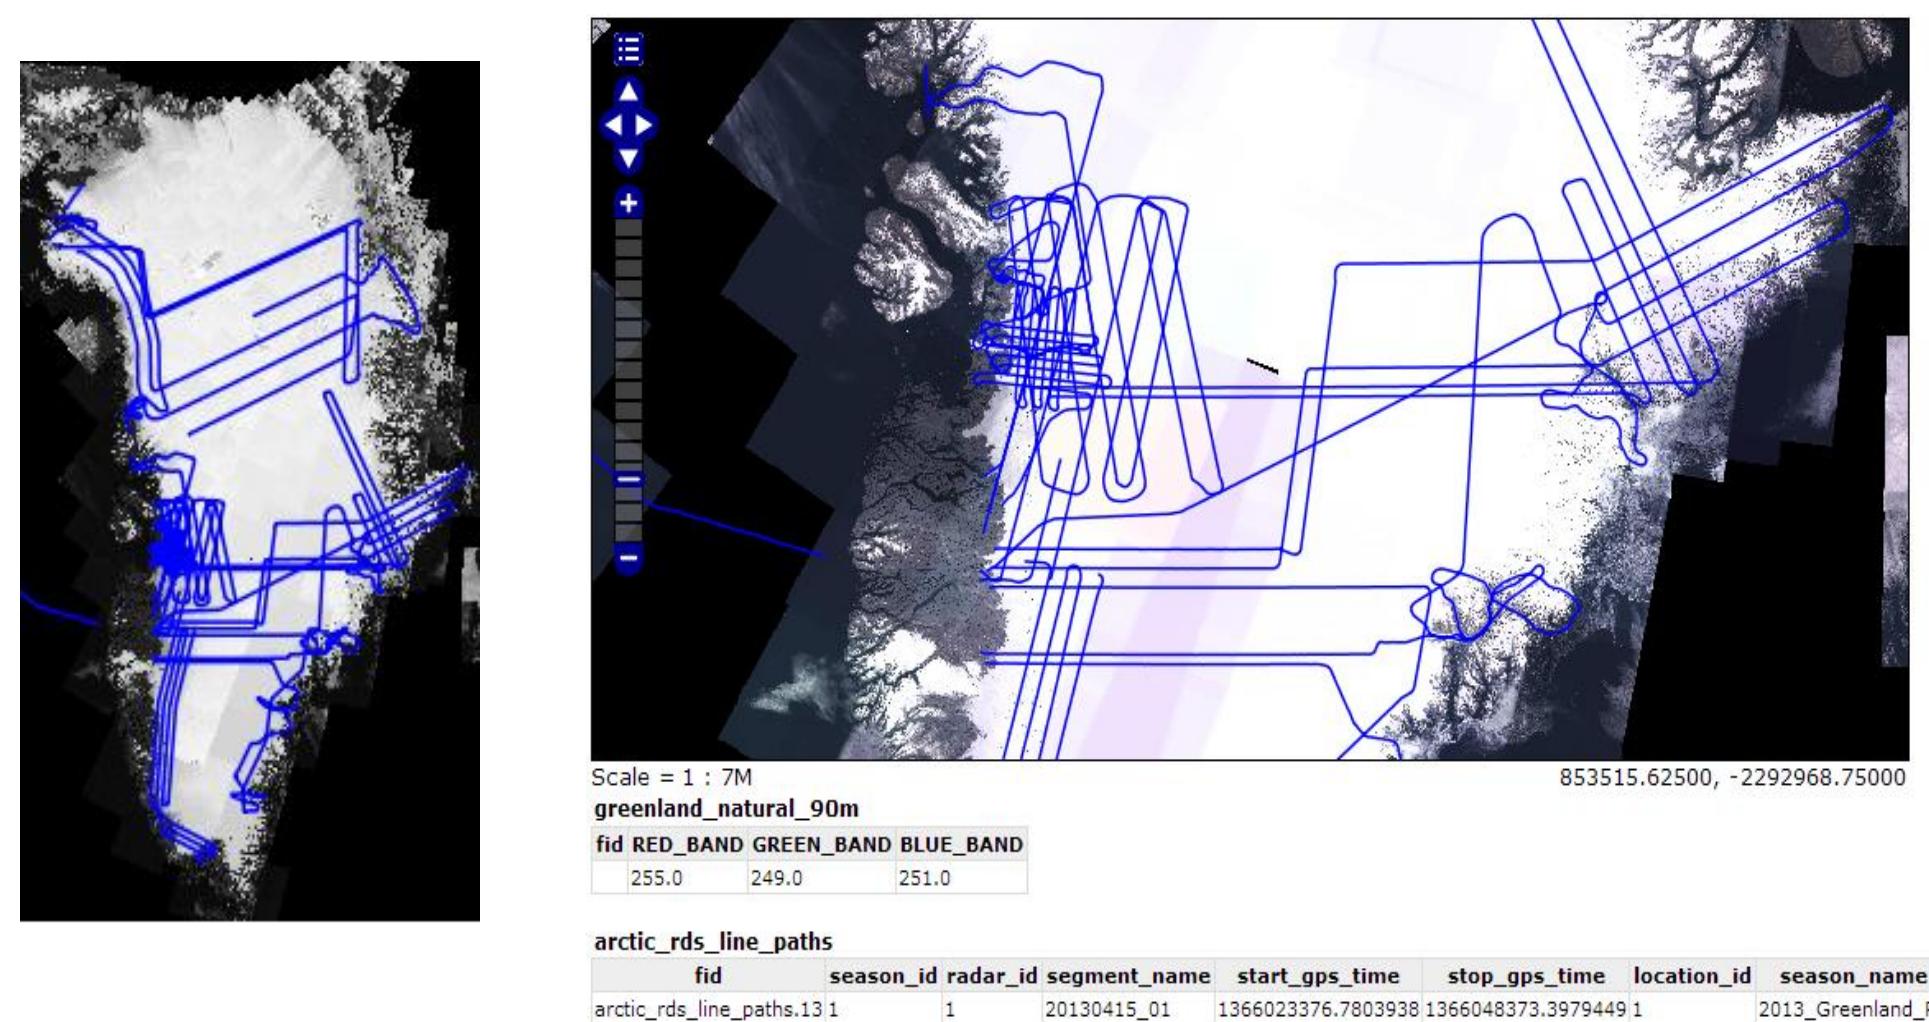 Scale = 1 : 7M
853515.62500, -2292968.75000
greenland_natural_90m
fid RED_BAND GREEN_BAND BLUE_BAND
255.0 249.0 251.0
arctic_rds_line_paths
fid season_id radar_id segment_name start_gps_time stop_gps_time location_id season_name
arctic_rds_line_paths.13 1 1 20130415_01 1366023376.7803938 1366048373.3979449 1 2013_Greenland_